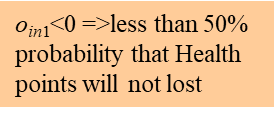 o_in1<0 =>less than 50%
probability that Health
points will not lost